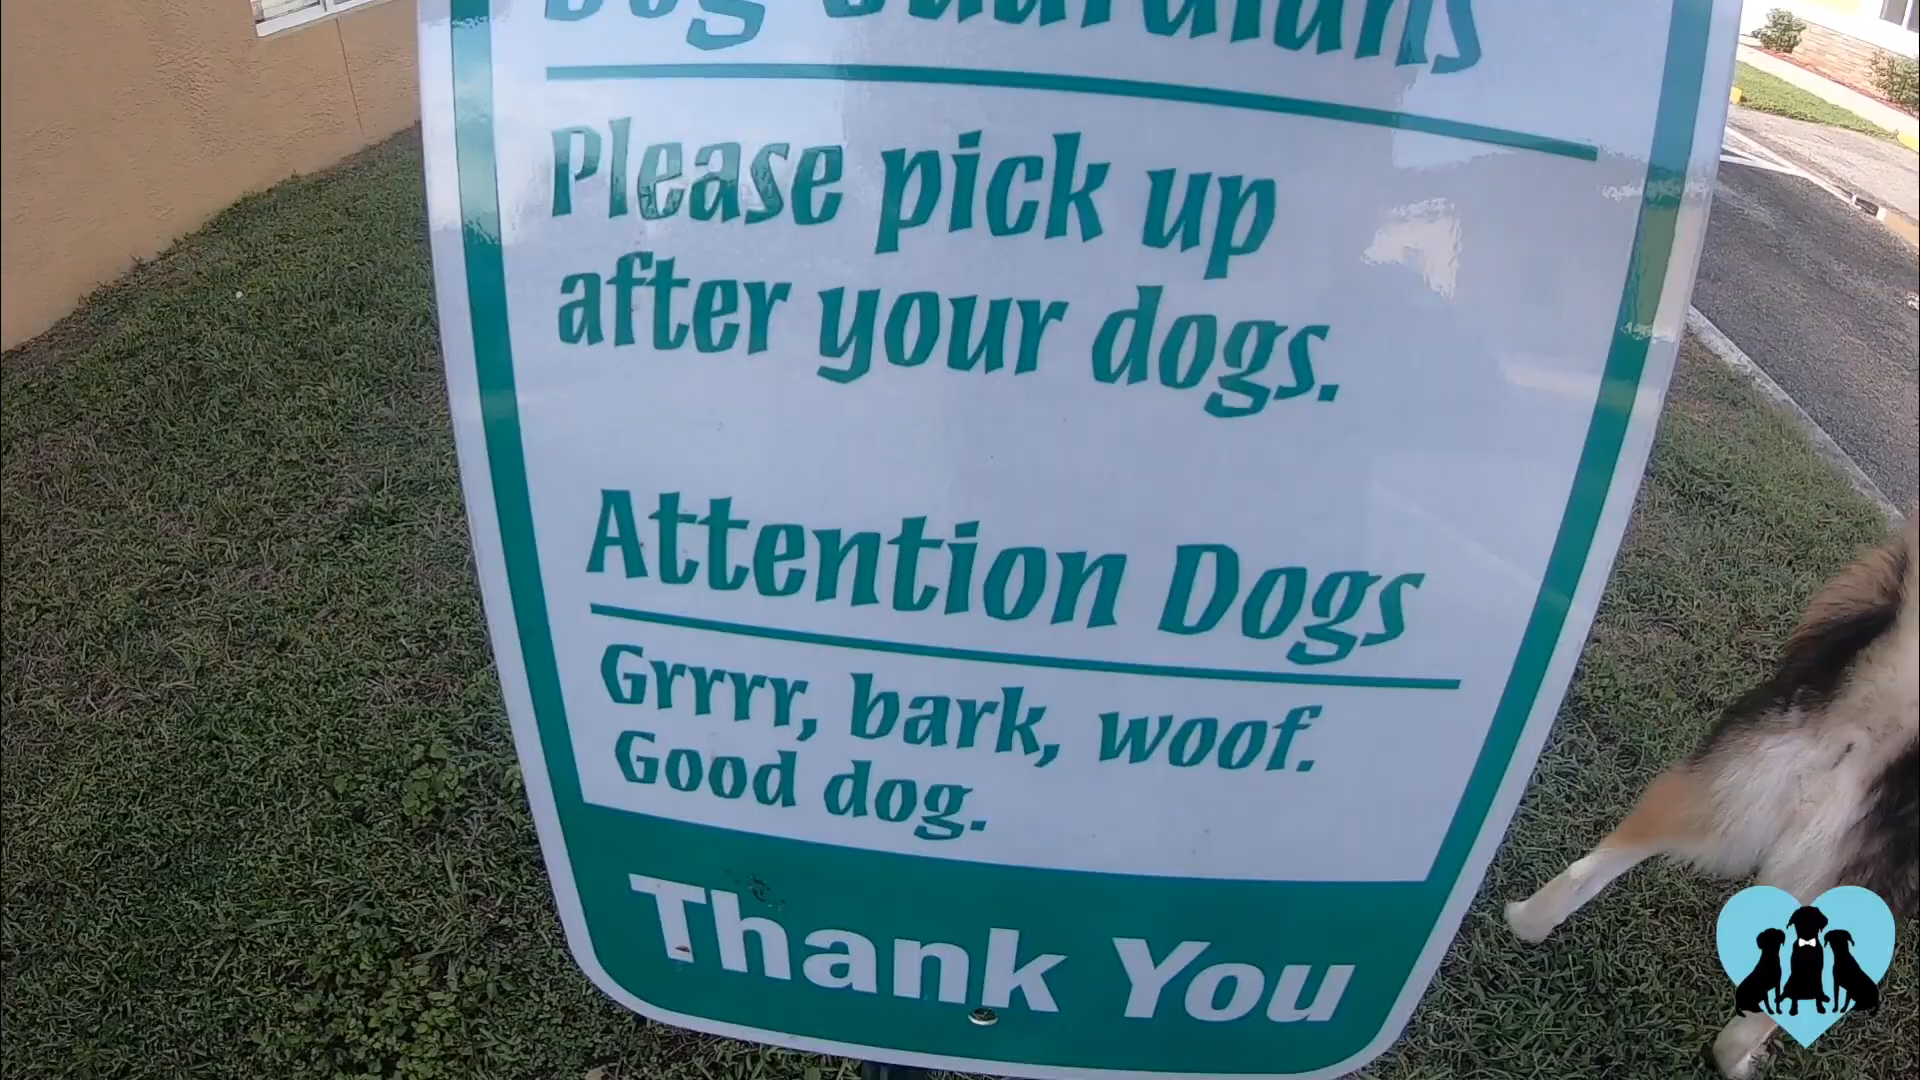 Dog Guardians
Please pick up
after your dogs.
Attention Dogs
Grrrr, bark, woof.
Good dog.
Thank You